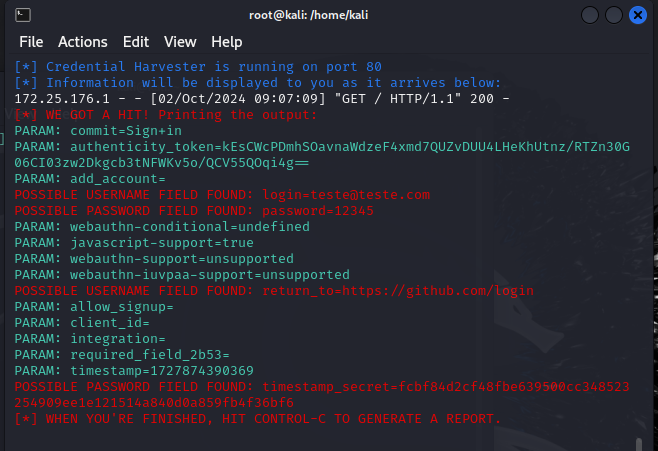 root@kali: /home/kali
File Actions Edit View Help
[*] Credential Harvester is running on port 80
[*] Information will be displayed to you as it arrives below:
172.25.176.1 - - [02/Oct/2024 09:07:09] "GET / HTTP/1.1" 200 -
[*] WE GOT A HIT! Printing the output:
PARAM: commit=Sign+in
PARAM: authenticity_token=kEsCWcPDmhSOavnaWdzeF4xmd7QUZvDUU4LHeKhUtnz/RTZn30G
06CI03zw2Dkgcb3tNFWKv5o/QCV55QOqi4g==
PARAM: add_account=
POSSIBLE USERNAME FIELD FOUND: login=teste@teste.com
POSSIBLE PASSWORD FIELD FOUND: password=12345
PARAM: webauthn-conditional=undefined
PARAM: javascript-support=true
PARAM: webauthn-support=unsupported
PARAM: webauthn-iuvpaa-support=unsupported
POSSIBLE USERNAME FIELD FOUND: return_to=https://github.com/login
PARAM: allow_signup=
PARAM: client_id=
PARAM: integration=
PARAM: required_field_2b53=
PARAM: timestamp=1727874390369
POSSIBLE PASSWORD FIELD FOUND: timestamp_secret=fcbf84d2cf48fbe639500cc348523
254909ee1e121514a840d0a859fb4f36bf6
[*] WHEN YOU'RE FINISHED, HIT CONTROL-C TO GENERATE A REPORT.